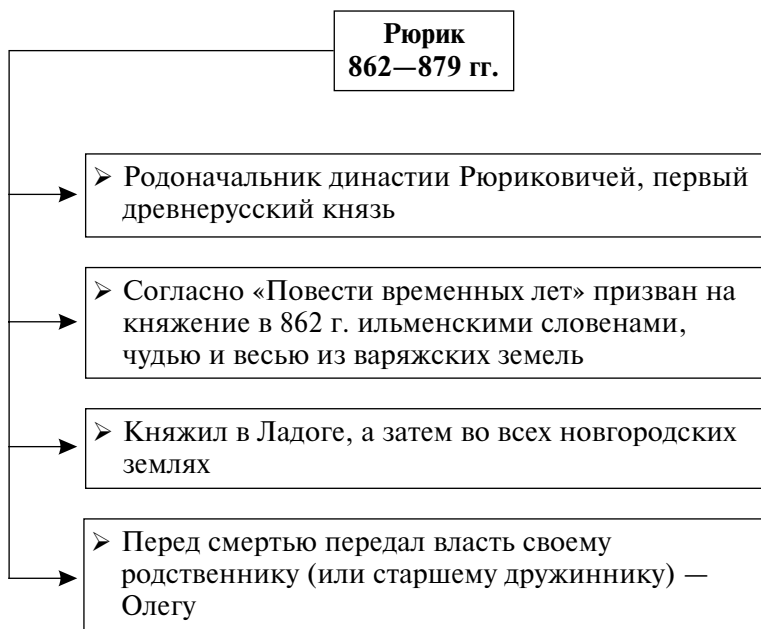 Рюрик
862—879 гг.
➢ Родоначальник династии Рюриковичей, первый
древнерусский князь
➢ Согласно «Повести временных лет» призван на
княжение в 862 г. ильменскими словенами,
чудью и весью из варяжских земель
➢ Княжил в Ладоге, а затем во всех новгородских
землях
➢ Перед смертью передал власть своему
родственнику (или старшему дружиннику) —
Олегу